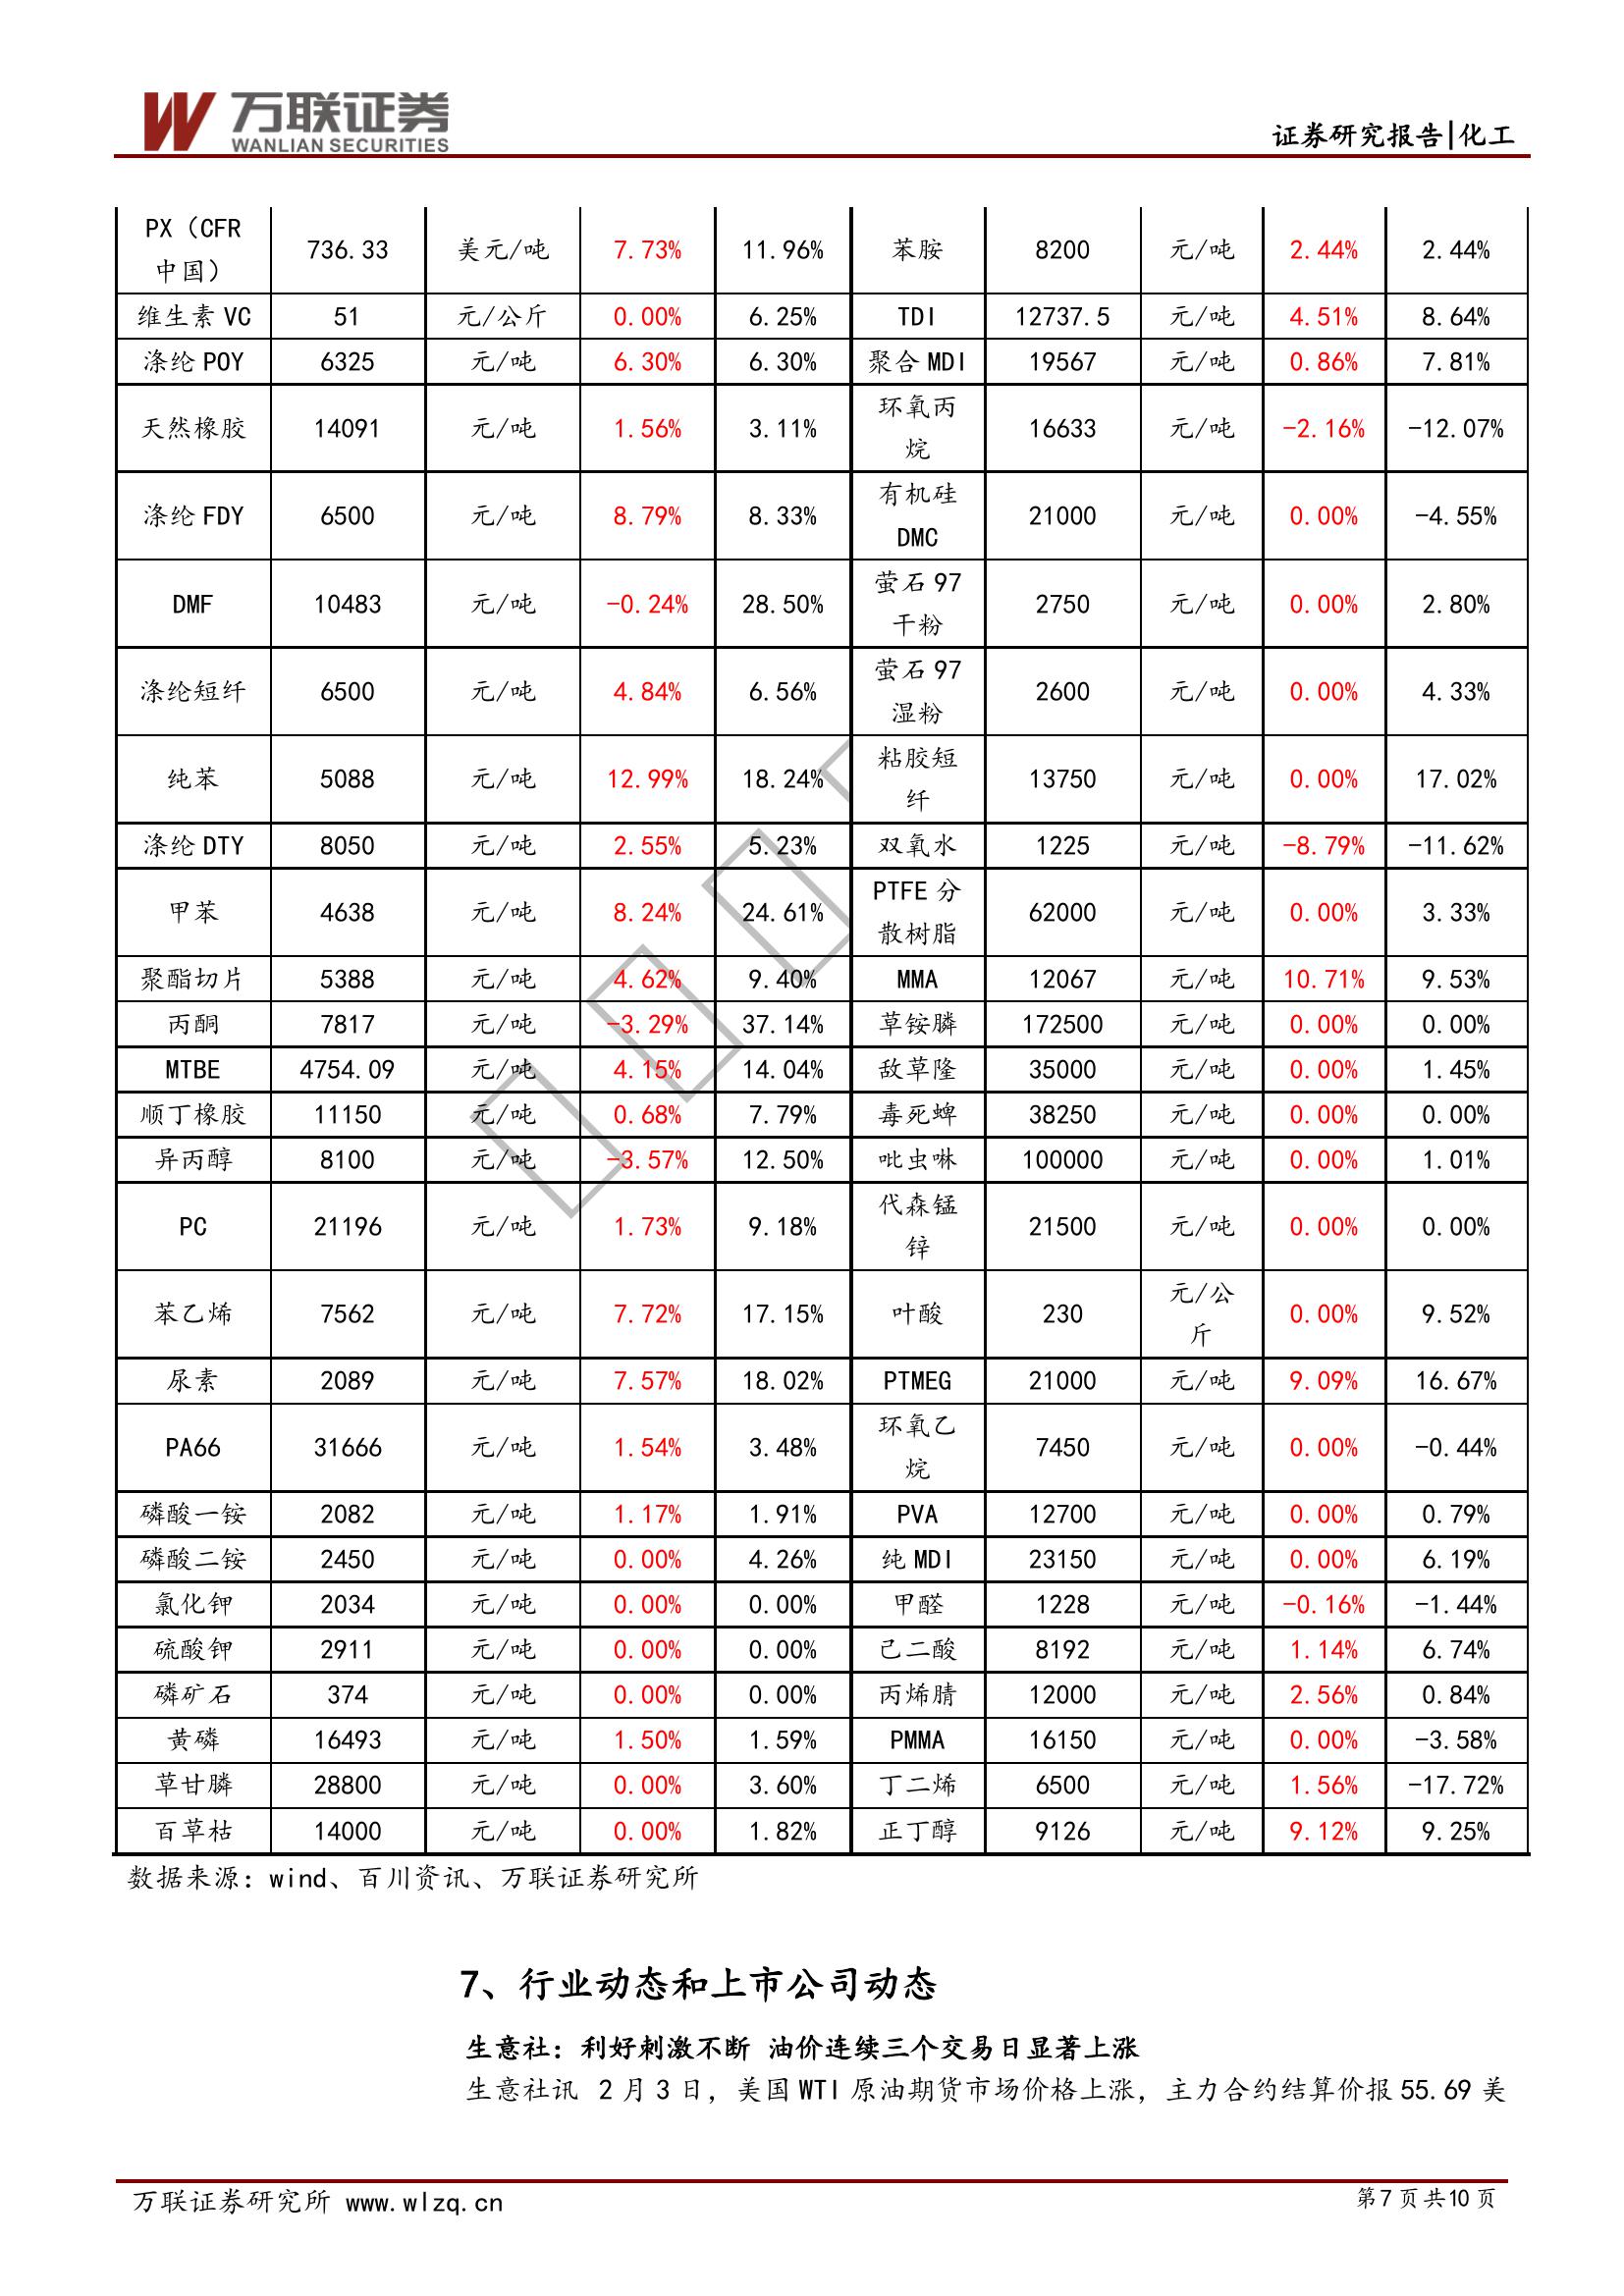 万联证券
WANLIAN SECURITIES
证券研究报告|化工
PX（CFR
中国） 736.33 美元/吨 7.73% 11.96% 苯胺 8200 元/吨 2.44% 2.44%
维生素 VC 51 元/公斤 0.00% 6.25% TDI 12737.5 元/吨 4.51% 8.64%
涤纶 POY 6325 元/吨 6.30% 6.30% 聚合 MDI 19567 元/吨 0.86% 7.81%
天然橡胶 14091 元/吨 1.56% 3.11% 环氧丙
烷 16633 元/吨 -2.16% -12.07%
涤纶 FDY 6500 元/吨 8.79% 8.33% 有机硅
DMC 21000 元/吨 0.00% -4.55%
DMF 10483 元/吨 -0.24% 28.50% 萤石 97
干粉 2750 元/吨 0.00% 2.80%
涤纶短纤 6500 元/吨 4.84% 6.56% 萤石 97
湿粉 2600 元/吨 0.00% 4.33%
纯苯 5088 元/吨 12.99% 18.24% 粘胶短
纤 13750 元/吨 0.00% 17.02%
涤纶 DTY 8050 元/吨 2.55% 5.23% 双氧水 1225 元/吨 -8.79% -11.62%
甲苯 4638 元/吨 8.24% 24.61% PTFE 分
散树脂 62000 元/吨 0.00% 3.33%
聚酯切片 5388 元/吨 4.62% 9.40% MMA 12067 元/吨 10.71% 9.53%
丙酮 7817 元/吨 -3.29% 37.14% 草铵膦 172500 元/吨 0.00% 0.00%
MTBE 4754.09 元/吨 4.15% 14.04% 敌草隆 35000 元/吨 0.00% 1.45%
顺丁橡胶 11150 元/吨 0.68% 7.79% 毒死蜱 38250 元/吨 0.00% 0.00%
异丙醇 8100 元/吨 -3.57% 12.50% 吡虫啉 100000 元/吨 0.00% 1.01%
PC 21196 元/吨 1.73% 9.18% 代森锰
锌 21500 元/吨 0.00% 0.00%
苯乙烯 7562 元/吨 7.72% 17.15% 叶酸 230 元/公
斤 0.00% 9.52%
尿素 2089 元/吨 7.57% 18.02% PTMEG 21000 元/吨 9.09% 16.67%
PA66 31666 元/吨 1.54% 3.48% 环氧乙
烷 7450 元/吨 0.00% -0.44%
磷酸一铵 2082 元/吨 1.17% 1.91% PVA 12700 元/吨 0.00% 0.79%
磷酸二铵 2450 元/吨 0.00% 4.26% 纯 MDI 23150 元/吨 0.00% 6.19%
氯化钾 2034 元/吨 0.00% 0.00% 甲醛 1228 元/吨 -0.16% -1.44%
硫酸钾 2911 元/吨 0.00% 0.00% 己二酸 8192 元/吨 1.14% 6.74%
磷矿石 374 元/吨 0.00% 0.00% 丙烯腈 12000 元/吨 2.56% 0.84%
黄磷 16493 元/吨 1.50% 1.59% PMMA 16150 元/吨 0.00% -3.58%
草甘膦 28800 元/吨 0.00% 3.60% 丁二烯 6500 元/吨 1.56% -17.72%
百草枯 14000 元/吨 0.00% 1.82% 正丁醇 9126 元/吨 9.12% 9.25%
数据来源：wind、百川资讯、万联证券研究所
7、行业动态和上市公司动态
生意社：利好刺激不断 油价连续三个交易日显著上涨
生意社讯 2 月 3 日，美国 WTI 原油期货市场价格上涨，主力合约结算价报 55.69 美
万联证券研究所 www.wlzq.cn
第 7 页 共 10 页